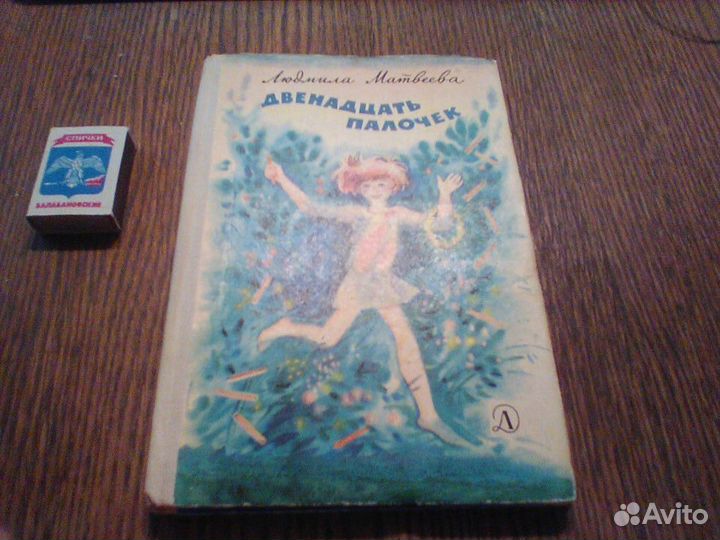 Людмила Матвеева
ДВЕНАДЦАТЬ
ПАЛОЧЕК
СПИЧКИ
БАЛАБАНОВСКИЕ
Д
Avito